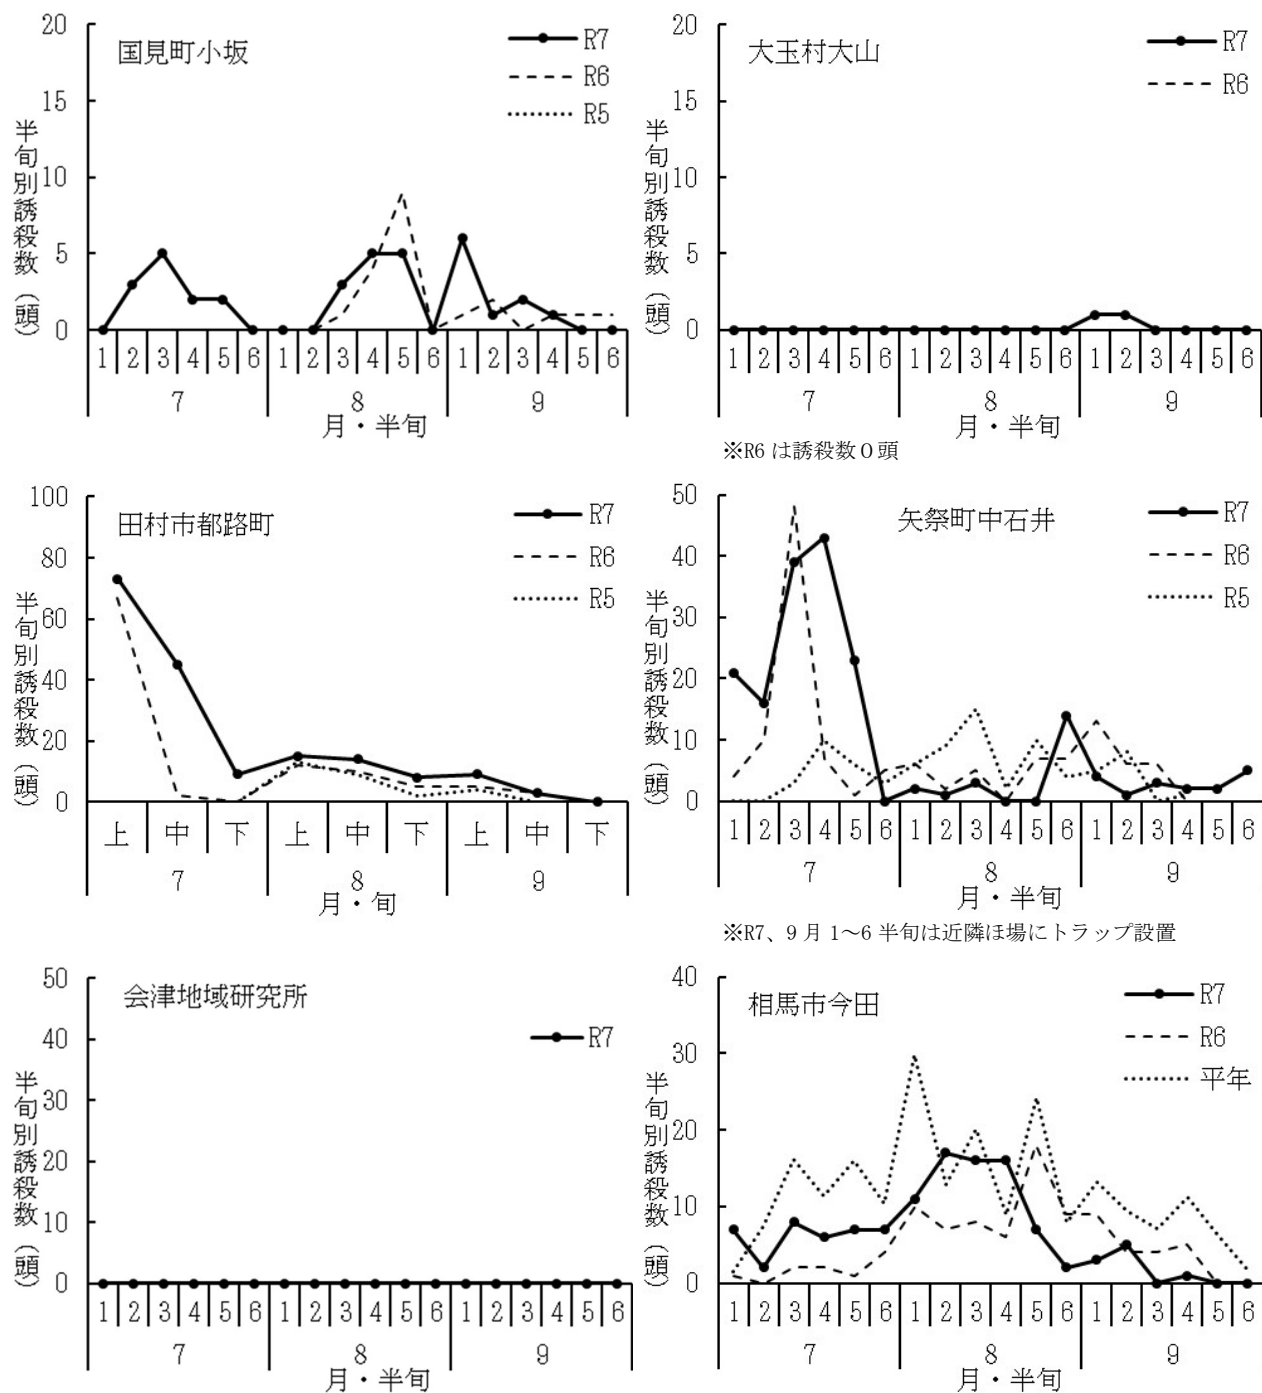 国見町小坂
R7
R6
R5
半旬別誘殺数（頭）
20
15
10
5
0
1 2 3 4 5 6 1 2 3 4 5 6 1 2 3 4 5 6
7 8 9
月・半旬
大玉村大山
R7
R6
半旬別誘殺数（頭）
20
15
10
5
0
1 2 3 4 5 6 1 2 3 4 5 6 1 2 3 4 5 6
7 8 9
月・半旬
※R6は誘殺数０頭
田村市都路町
R7
R6
R5
半旬別誘殺数（頭）
100
80
60
40
20
0
上 中 下 上 中 下 上 中 下
7 8 9
月・旬
矢祭町中石井
R7
R6
R5
半旬別誘殺数（頭）
50
40
30
20
10
0
1 2 3 4 5 6 1 2 3 4 5 6 1 2 3 4 5 6
7 8 9
月・半旬
※R7、9月1～6半旬は近隣ほ場にトラップ設置
会津地域研究所
R7
半旬別誘殺数（頭）
50
40
30
20
10
0
1 2 3 4 5 6 1 2 3 4 5 6 1 2 3 4 5 6
7 8 9
月・半旬
相馬市今田
R7
R6
平年
半旬別誘殺数（頭）
40
30
20
10
0
1 2 3 4 5 6 1 2 3 4 5 6 1 2 3 4 5 6
7 8 9
月・半旬